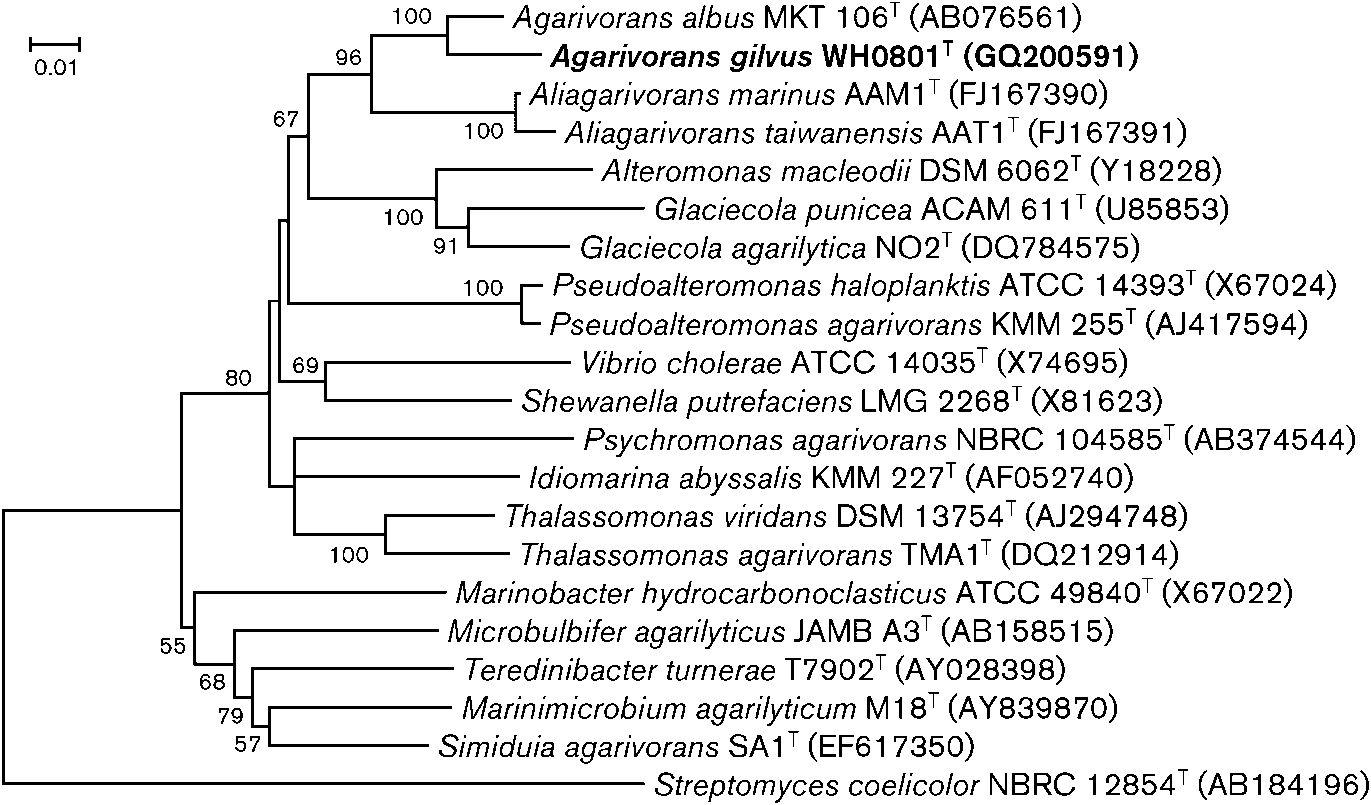 100
Agarivorans albus MKT 106T (AB076561)
0.01
96
Agarivorans gilvus WH0801T (GQ200591)
Aliagarivorans marinus AAM1T (FJ167390)
67
100
Aliagarivorans taiwanensis AAT1T (FJ167391)
Alteromonas macleodii DSM 6062T (Y18228)
100
Glaciecola punicea ACAM 611T (U85853)
91
Glaciecola agarilytica NO2T (DQ784575)
100
Pseudoalteromonas haloplanktis ATCC 14393T (X67024)
Pseudoalteromonas agarivorans KMM 255T (AJ417594)
69
Vibrio cholerae ATCC 14035T (X74695)
80
Shewanella putrefaciens LMG 2268T (X81623)
Psychromonas agarivorans NBRC 104585T (AB374544)
Idiomarina abyssalis KMM 227T (AF052740)
Thalassomonas viridans DSM 13754T (AJ294748)
100
Thalassomonas agarivorans TMA1T (DQ212914)
Marinobacter hydrocarbonoclasticus ATCC 49840T (X67022)
55
Microbulbifer agarilyticus JAMB A3T (AB158515)
68
Teredinibacter turnerae T7902T (AY028398)
79
Marinimicrobium agarilyticum M18T (AY839870)
57
Simiduia agarivorans SA1T (EF617350)
Streptomyces coelicolor NBRC 12854T (AB184196)